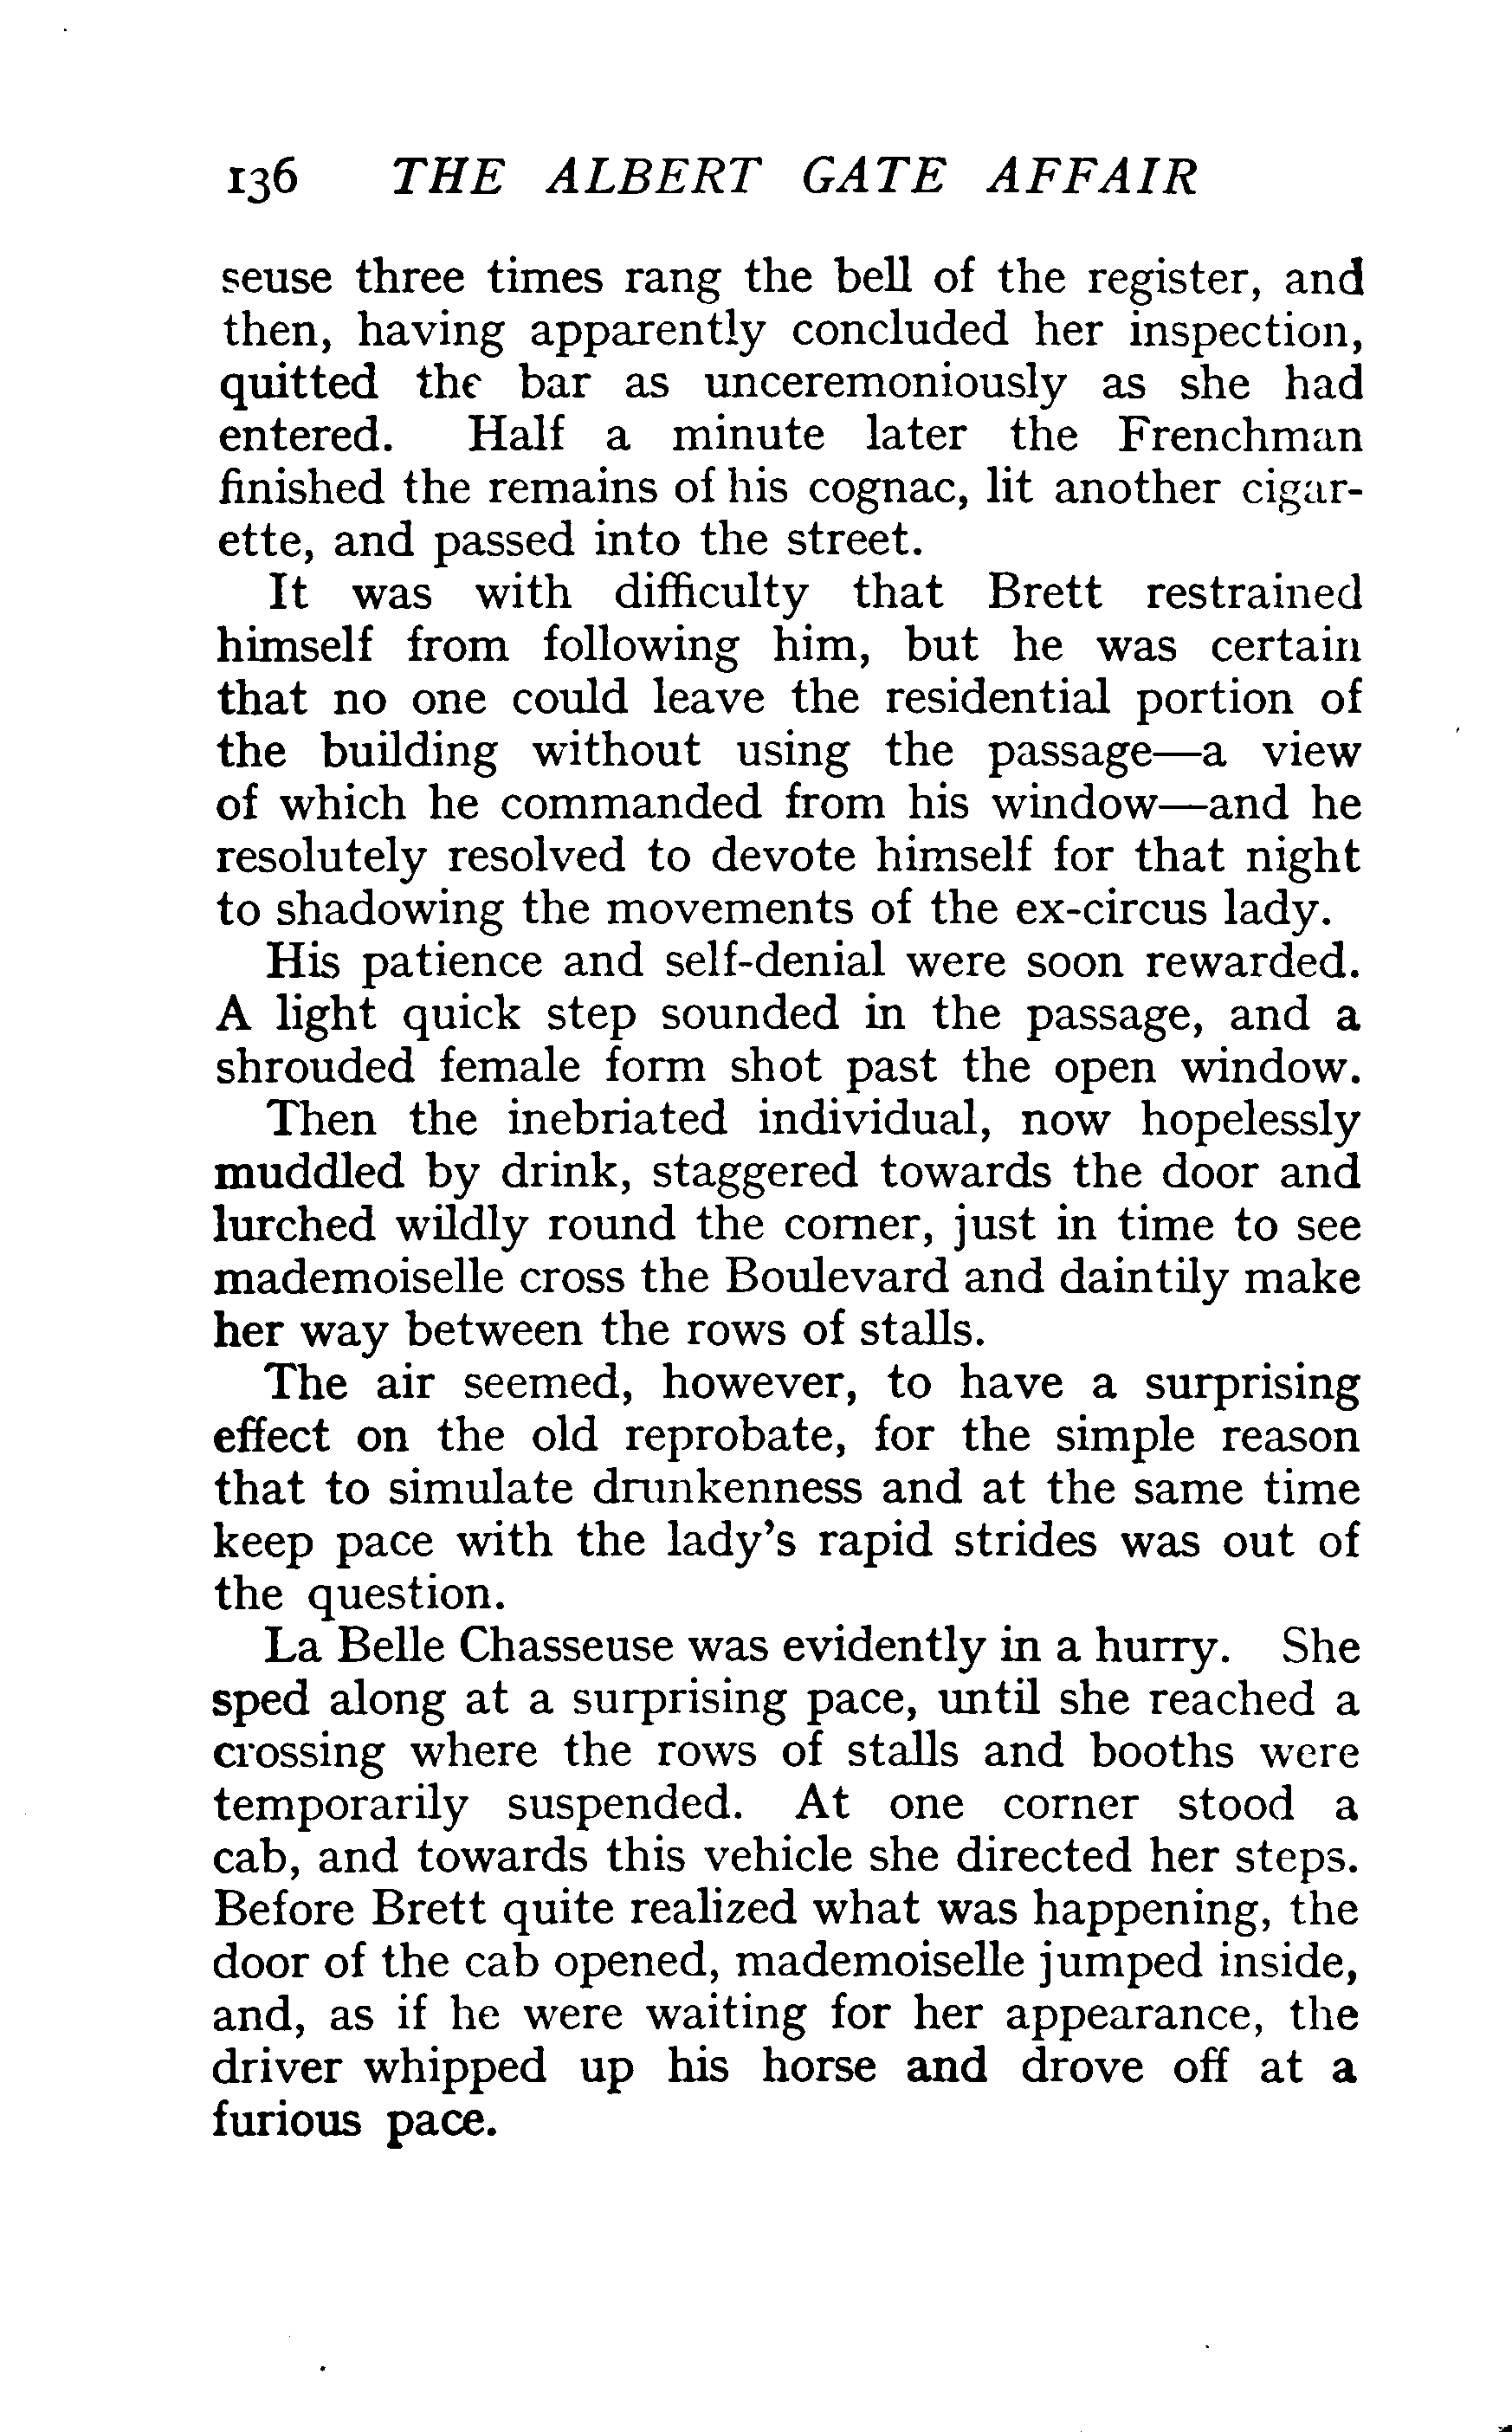 136 THE ALBERT GATE AFFAIR
seuse three times rang the bell of the register, and
then, having apparently concluded her inspection,
quitted the bar as unceremoniously as she had
entered. Half a minute later the Frenchman
finished the remains of his cognac, lit another cigar-
ette, and passed into the street.
It was with difficulty that Brett restrained
himself from following him, but he was certain
that no one could leave the residential portion of
the building without using the passage—a view
of which he commanded from his window—and he
resolutely resolved to devote himself for that night
to shadowing the movements of the ex-circus lady.
His patience and self-denial were soon rewarded.
A light quick step sounded in the passage, and a
shrouded female form shot past the open window.
Then the inebriated individual, now hopelessly
muddled by drink, staggered towards the door and
lurched wildly round the corner, just in time to see
mademoiselle cross the Boulevard and daintily make
her way between the rows of stalls.
The air seemed, however, to have a surprising
effect on the old reprobate, for the simple reason
that to simulate drunkenness and at the same time
keep pace with the lady's rapid strides was out of
the question.
La Belle Chasseuse was evidently in a hurry. She
sped along at a surprising pace, until she reached a
crossing where the rows of stalls and booths were
temporarily suspended. At one corner stood a
cab, and towards this vehicle she directed her steps.
Before Brett quite realized what was happening, the
door of the cab opened, mademoiselle jumped inside,
and, as if he were waiting for her appearance, the
driver whipped up his horse and drove off at a
furious pace.